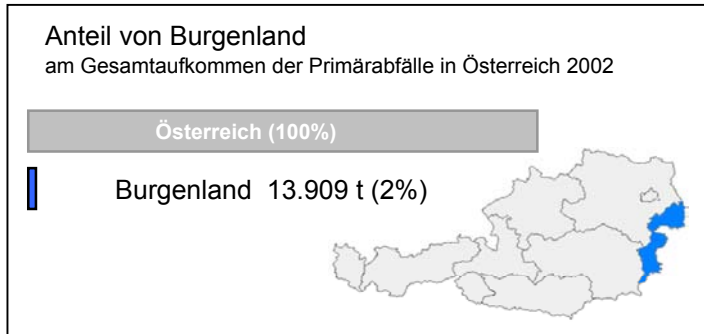 Anteil von Burgenland
am Gesamtaufkommen der Primärabfälle in Österreich 2002
Österreich (100%)
Burgenland 13.909 t (2%)